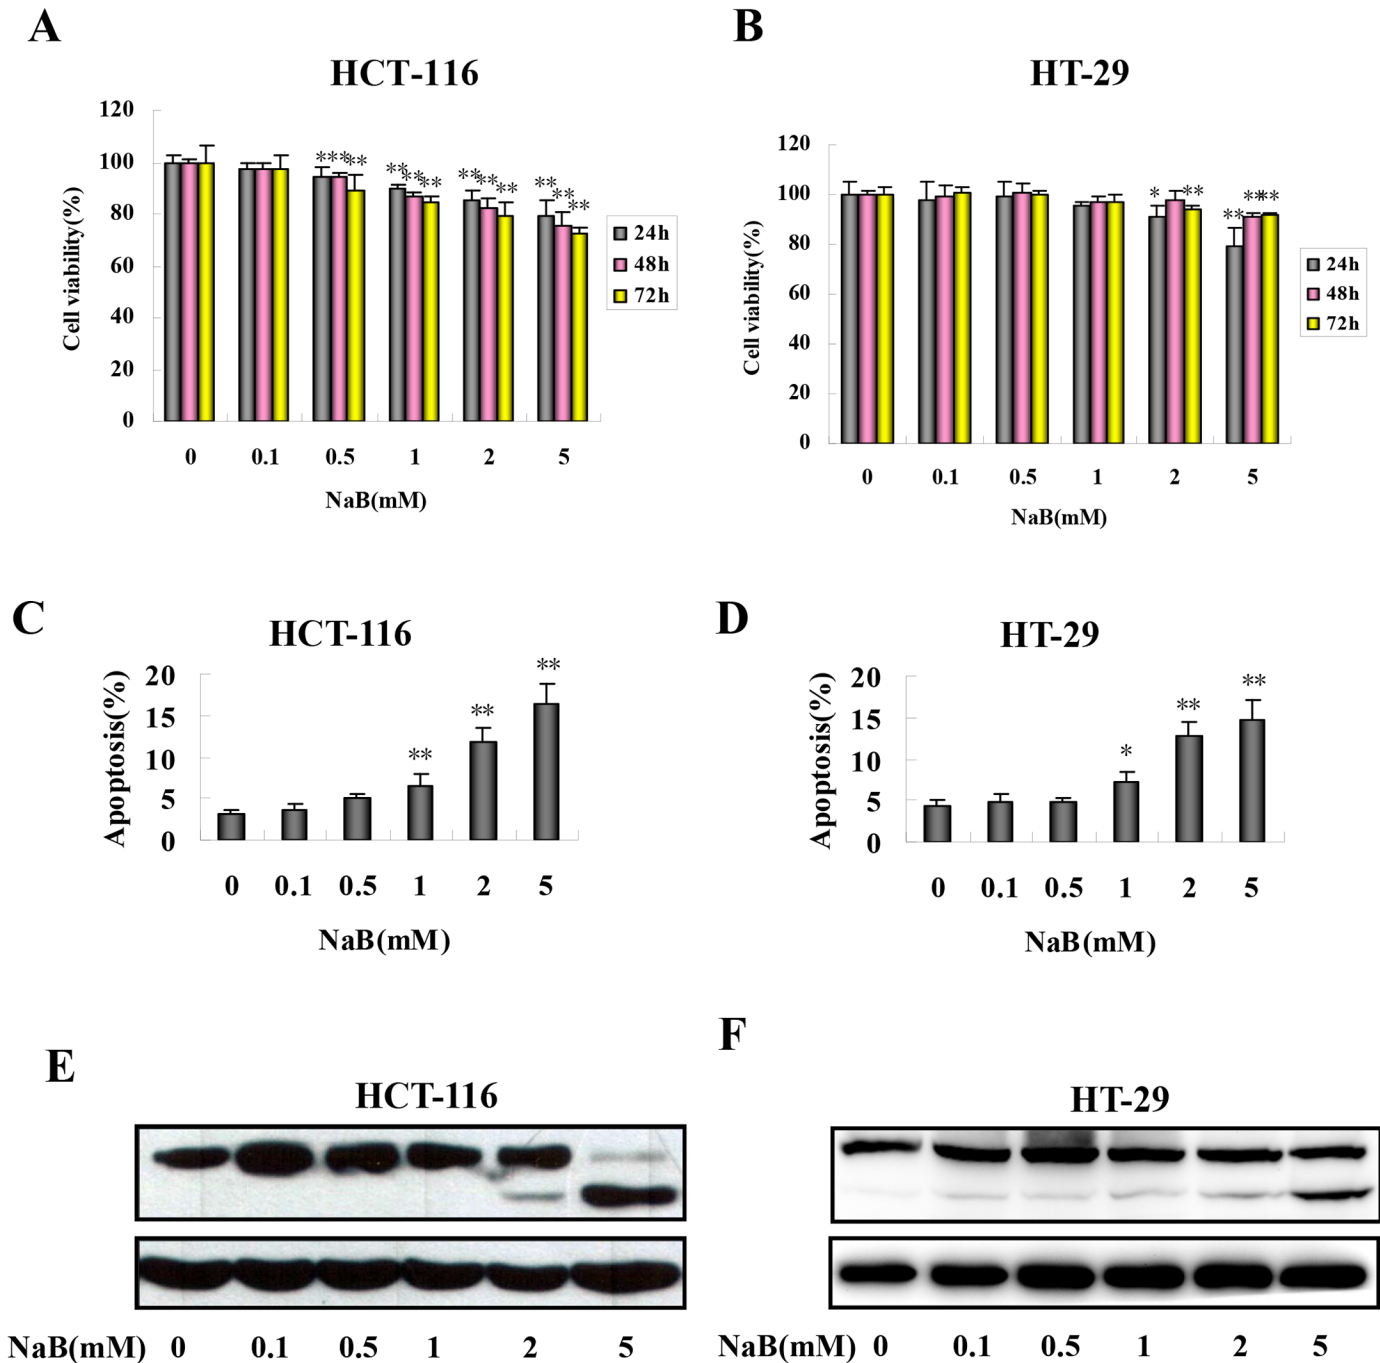 A
HCT-116
120
100
80
60
40
20
0
Cell viability(%)
*** ** ** ** ** ** ** ** ** ** **
24h
48h
72h
0 0.1 0.5 1 2 5
NaB(mM)
B
HT-29
120
100
80
60
40
20
0
Cell viability(%)
* ** ** ** **
24h
48h
72h
0 0.1 0.5 1 2 5
NaB(mM)
C
HCT-116
20
15
10
5
0
Apoptosis(%)
** ** **
0 0.1 0.5 1 2 5
NaB(mM)
D
HT-29
20
15
10
5
0
Apoptosis(%)
* ** **
0 0.1 0.5 1 2 5
NaB(mM)
E
HCT-116
NaB(mM) 0 0.1 0.5 1 2 5
F
HT-29
NaB(mM) 0 0.1 0.5 1 2 5